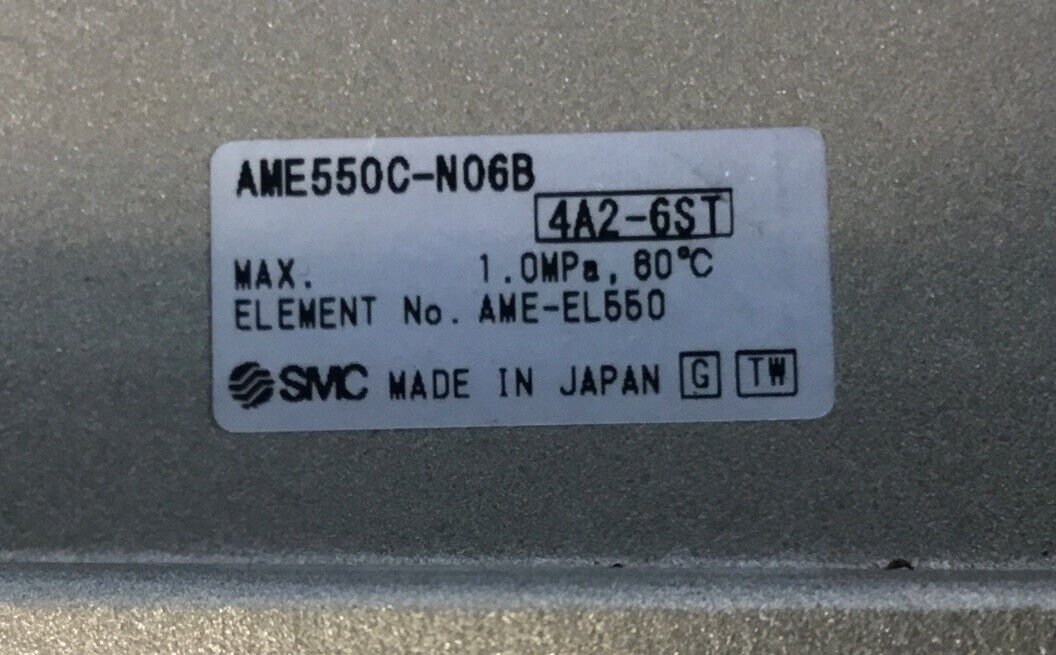 AME550C-N06B
4A2-6ST
MAX. 1.0MPa, 60°C
ELEMENT No. AME-EL550
SMC MADE IN JAPAN G TW